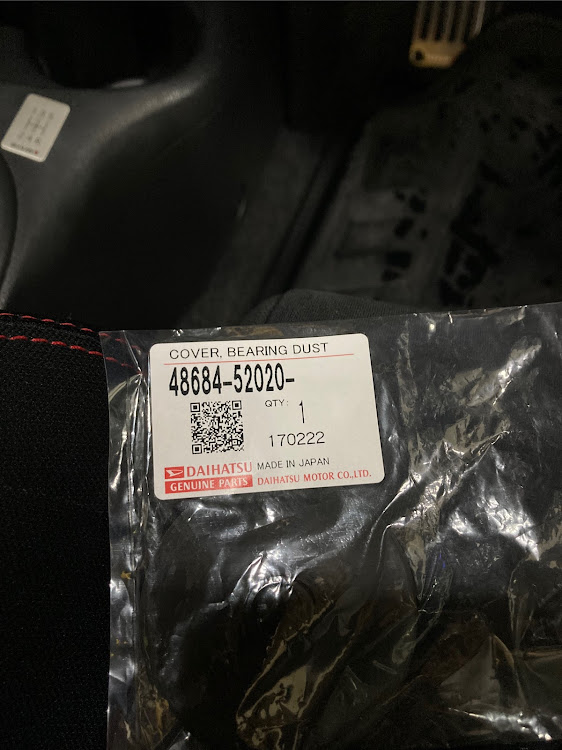 COVER, BEARING DUST
48684-52020-
QTY: 1
170222
DAIHATSU
GENUINE PARTS
MADE IN JAPAN
DAIHATSU MOTOR CO.,LTD.